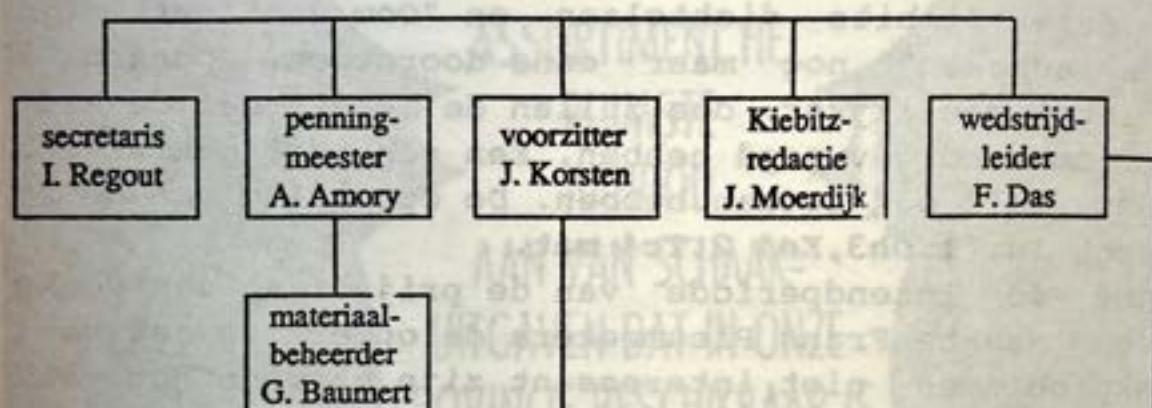 secretaris
I. Regout
penning-
meester
A. Amory
voorzitter
J. Korsten
Kiebitz-
redactie
J. Moerdijk
wedstrijd-
leider
F. Das
materiaal-
beheerder
G. Baumert